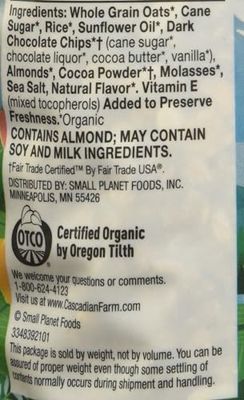 Ingredients: Whole Grain Oats*, Cane
Sugar*, Rice*, Sunflower Oil*, Dark
Chocolate Chips*† (cane sugar*,
chocolate liquor*, cocoa butter*, vanilla*),
Almonds*, Cocoa Powder*†, Molasses*,
Sea Salt, Natural Flavor*. Vitamin E
(mixed tocopherols) Added to Preserve
Freshness.*Organic
CONTAINS ALMOND; MAY CONTAIN
SOY AND MILK INGREDIENTS.
†Fair Trade Certified™ By Fair Trade USA®.
DISTRIBUTED BY: SMALL PLANET FOODS, INC.
MINNEAPOLIS, MN 55426
OTCO
Certified Organic
by Oregon Tilth
We welcome your questions or comments.
1-800-624-4123
Visit us at www.CascadianFarm.com
© Small Planet Foods
3348392101
This package is sold by weight, not by volume. You can be
assured of proper weight even though some settling of
contents normally occurs during shipment and handling.